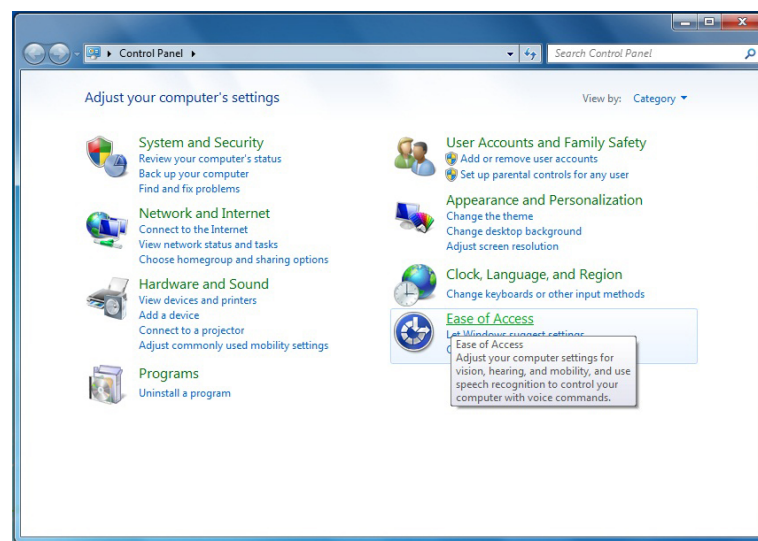 Control Panel
Search Control Panel
Adjust your computer's settings
View by: Category
System and Security
Review your computer's status
Back up your computer
Find and fix problems
Network and Internet
Connect to the Internet
View network status and tasks
Choose homegroup and sharing options
Hardware and Sound
View devices and printers
Add a device
Connect to a projector
Adjust commonly used mobility settings
Programs
Uninstall a program
User Accounts and Family Safety
Add or remove user accounts
Set up parental controls for any user
Appearance and Personalization
Change the theme
Change desktop background
Adjust screen resolution
Clock, Language, and Region
Change keyboards or other input methods
Ease of Access
Let Windows suggest settings
Ease of Access
Adjust your computer settings for
vision, hearing, and mobility, and use
speech recognition to control your
computer with voice commands.